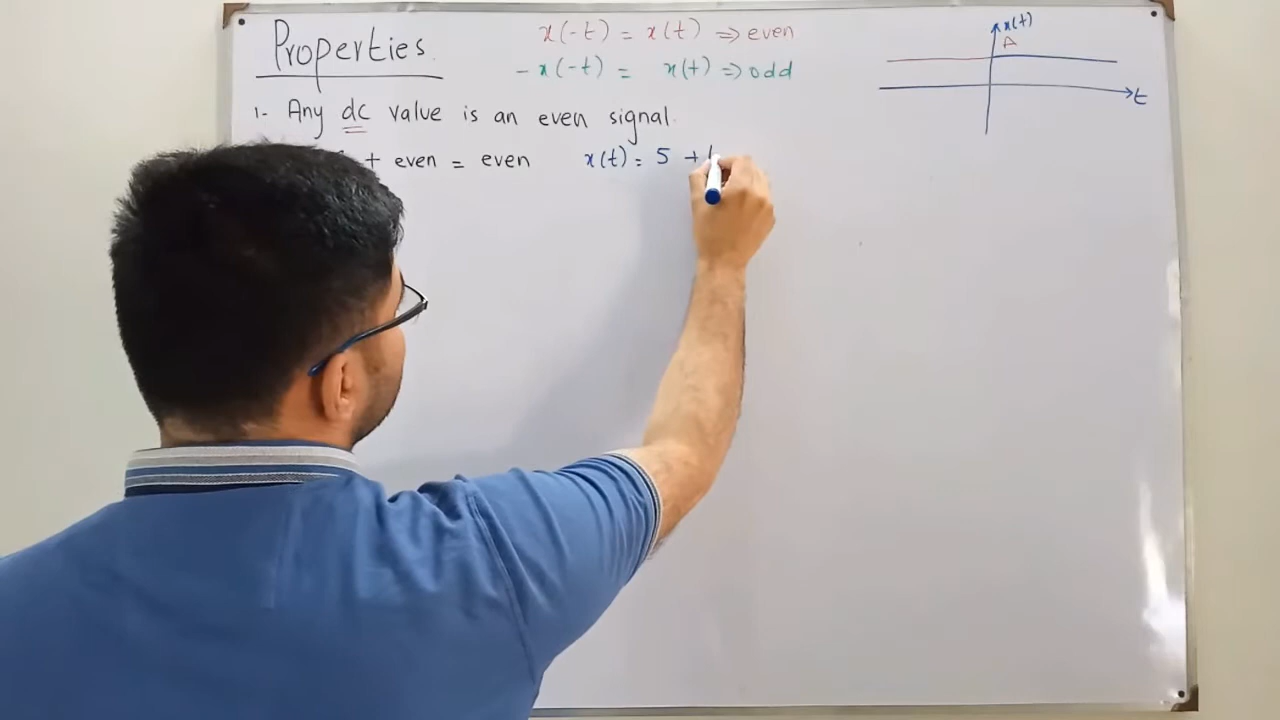 Properties.
x(-t) = x(t) ⇒ even
-x(-t) = x(t) ⇒ odd
1- Any dc value is an even signal.
+ even = even x(t) = 5 +
x(t)
A
t